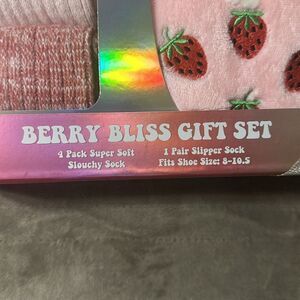 BERRY BLISS GIFT SET
4 Pack Super Soft
Slouchy Sock
1 Pair Slipper Sock
Fits Shoe Size: 8-10.5